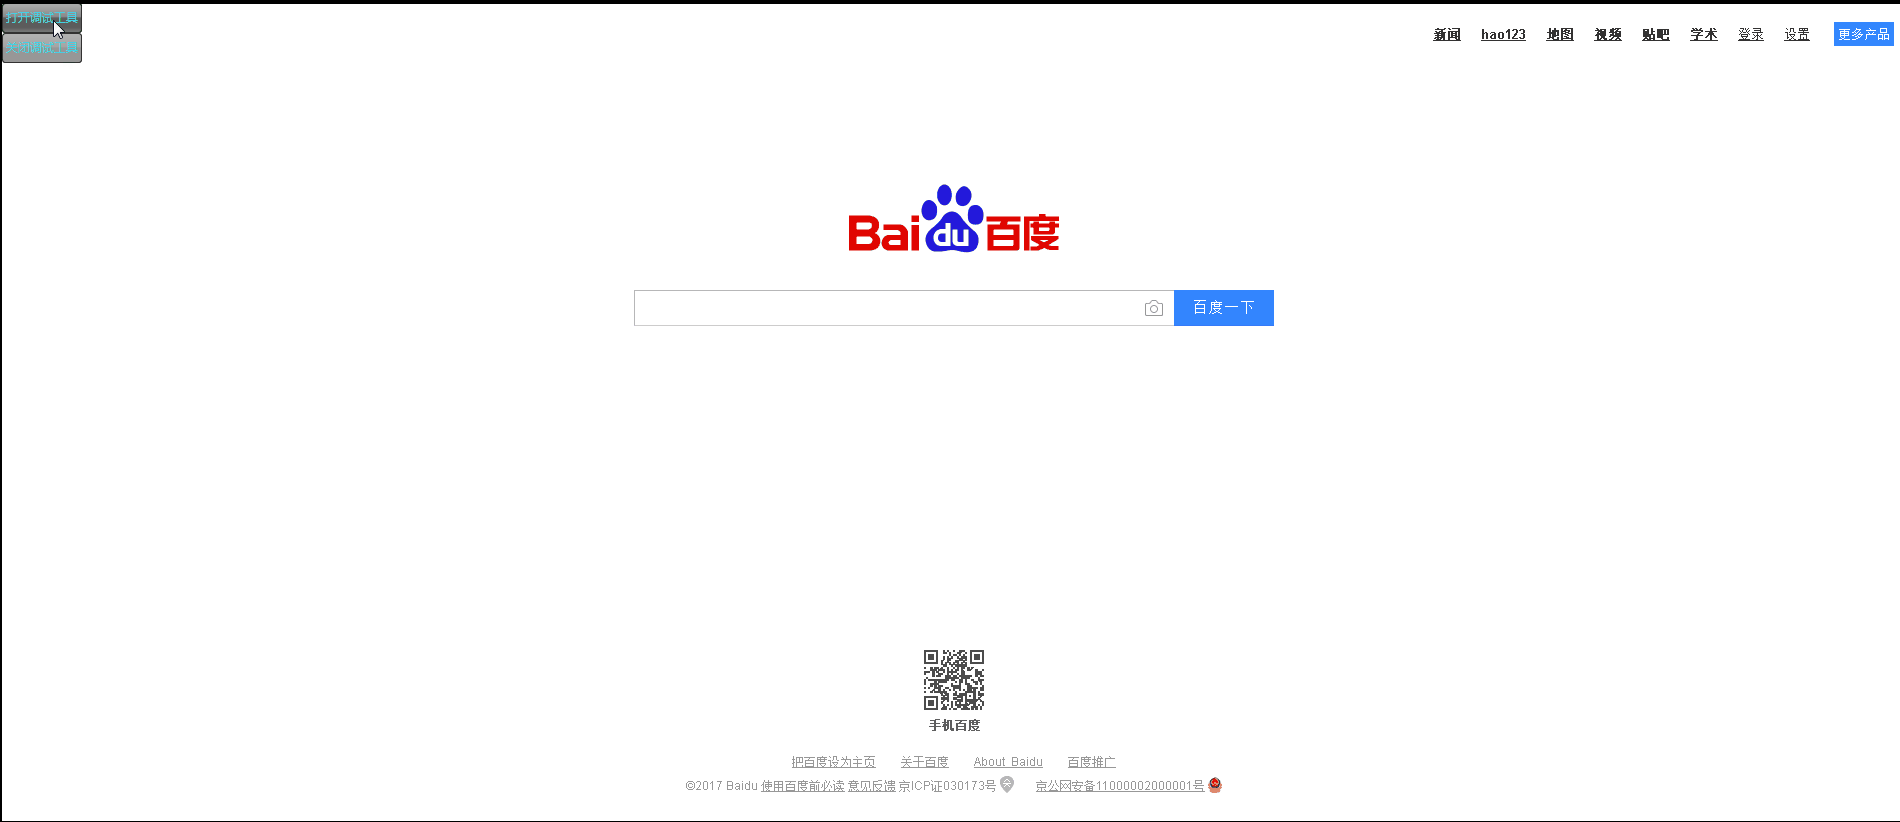 打开调试工具
关闭调试工具
新闻 hao123 地图 视频 贴吧 学术 登录 设置 更多产品
Baidu百度
百度一下
手机百度
把百度设为主页 关于百度 About Baidu 百度推广
©2017 Baidu 使用百度前必读 意见反馈 京ICP证030173号 京公网安备11000002000001号